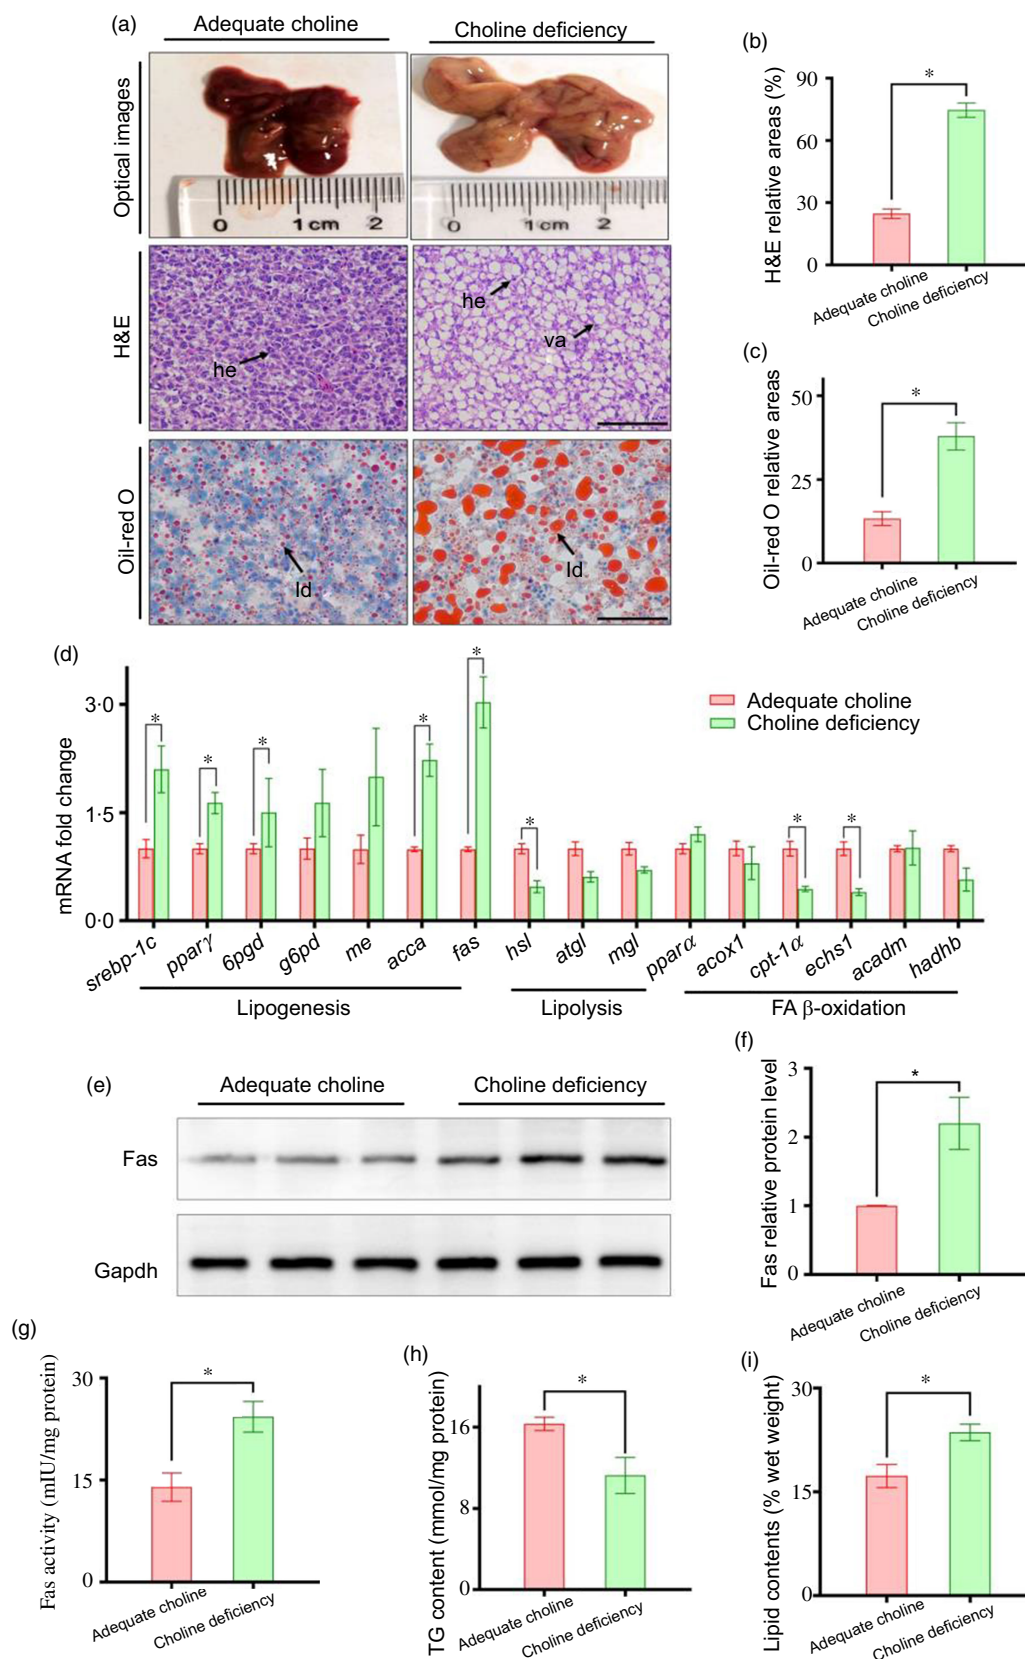 (a)
Adequate choline
Choline deficiency
Optical images
0 1 cm 2
0 1 cm 2
H&E
he
he
va
Oil-red O
ld
ld
(b)
H&E relative areas (%)
90
60
30
0
Adequate choline
Choline deficiency
*
(c)
Oil-red O relative areas
50
25
0
Adequate choline
Choline deficiency
*
(d)
mRNA fold change
3·0
1·5
0·0
* * * * * * * *
Adequate choline
Choline deficiency
srebp-1c pparγ 6pgd g6pd me acca fas hsl atgl mgl pparα acox1 cpt-1α echs1 acadm hadhb
Lipogenesis Lipolysis FA β-oxidation
(e)
Adequate choline Choline deficiency
Fas
Gapdh
(f)
Fas relative protein level
3
2
1
0
Adequate choline
Choline deficiency
*
(g)
Fas activity (mIU/mg protein)
30
15
0
Adequate choline
Choline deficiency
*
(h)
TG content (mmol/mg protein)
16
8
0
Adequate choline
Choline deficiency
*
(i)
Lipid contents (% wet weight)
30
15
0
Adequate choline
Choline deficiency
*